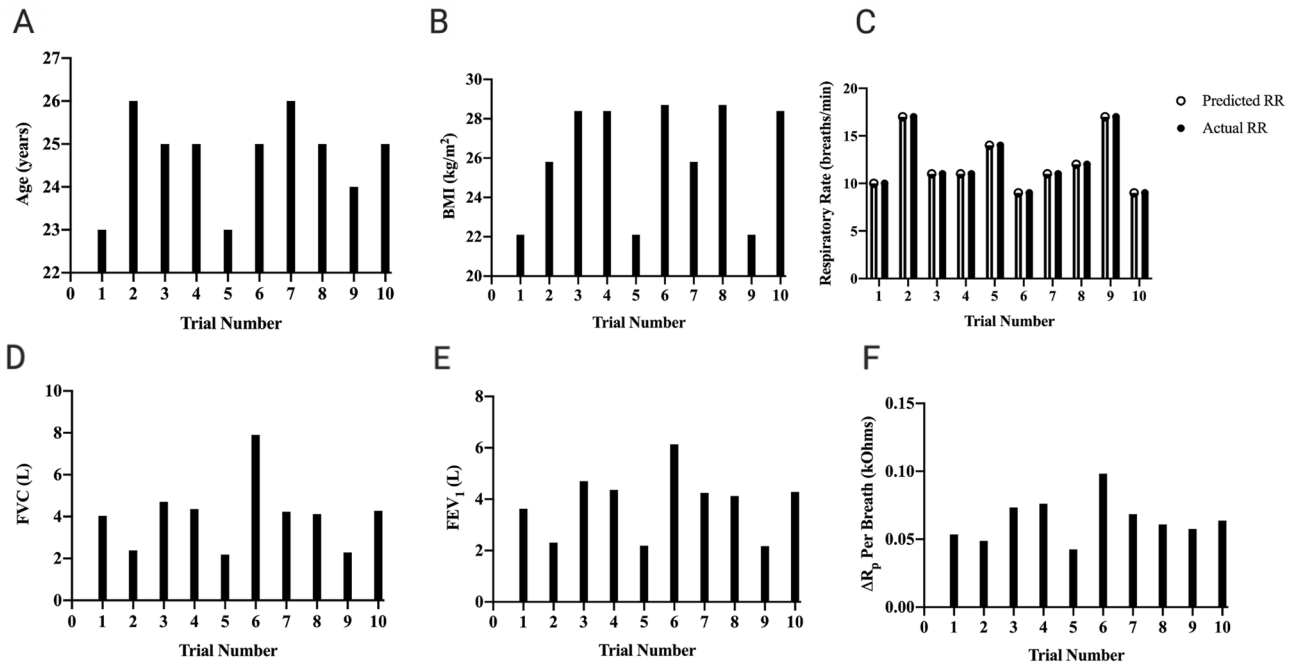 A
Age (years)
27
26
25
24
23
22
0 1 2 3 4 5 6 7 8 9 10
Trial Number
B
BMI (kg/m²)
30
28
26
24
22
20
0 1 2 3 4 5 6 7 8 9 10
Trial Number
C
Respiratory Rate (breaths/min)
20
15
10
5
0
1 2 3 4 5 6 7 8 9 10
Trial Number
Predicted RR
Actual RR
D
FVC (L)
10
8
6
4
2
0
0 1 2 3 4 5 6 7 8 9 10
Trial Number
E
FEV₁ (L)
8
6
4
2
0
0 1 2 3 4 5 6 7 8 9 10
Trial Number
F
ΔRₚ Per Breath (kOhms)
0.15
0.10
0.05
0.00
0 1 2 3 4 5 6 7 8 9 10
Trial Number